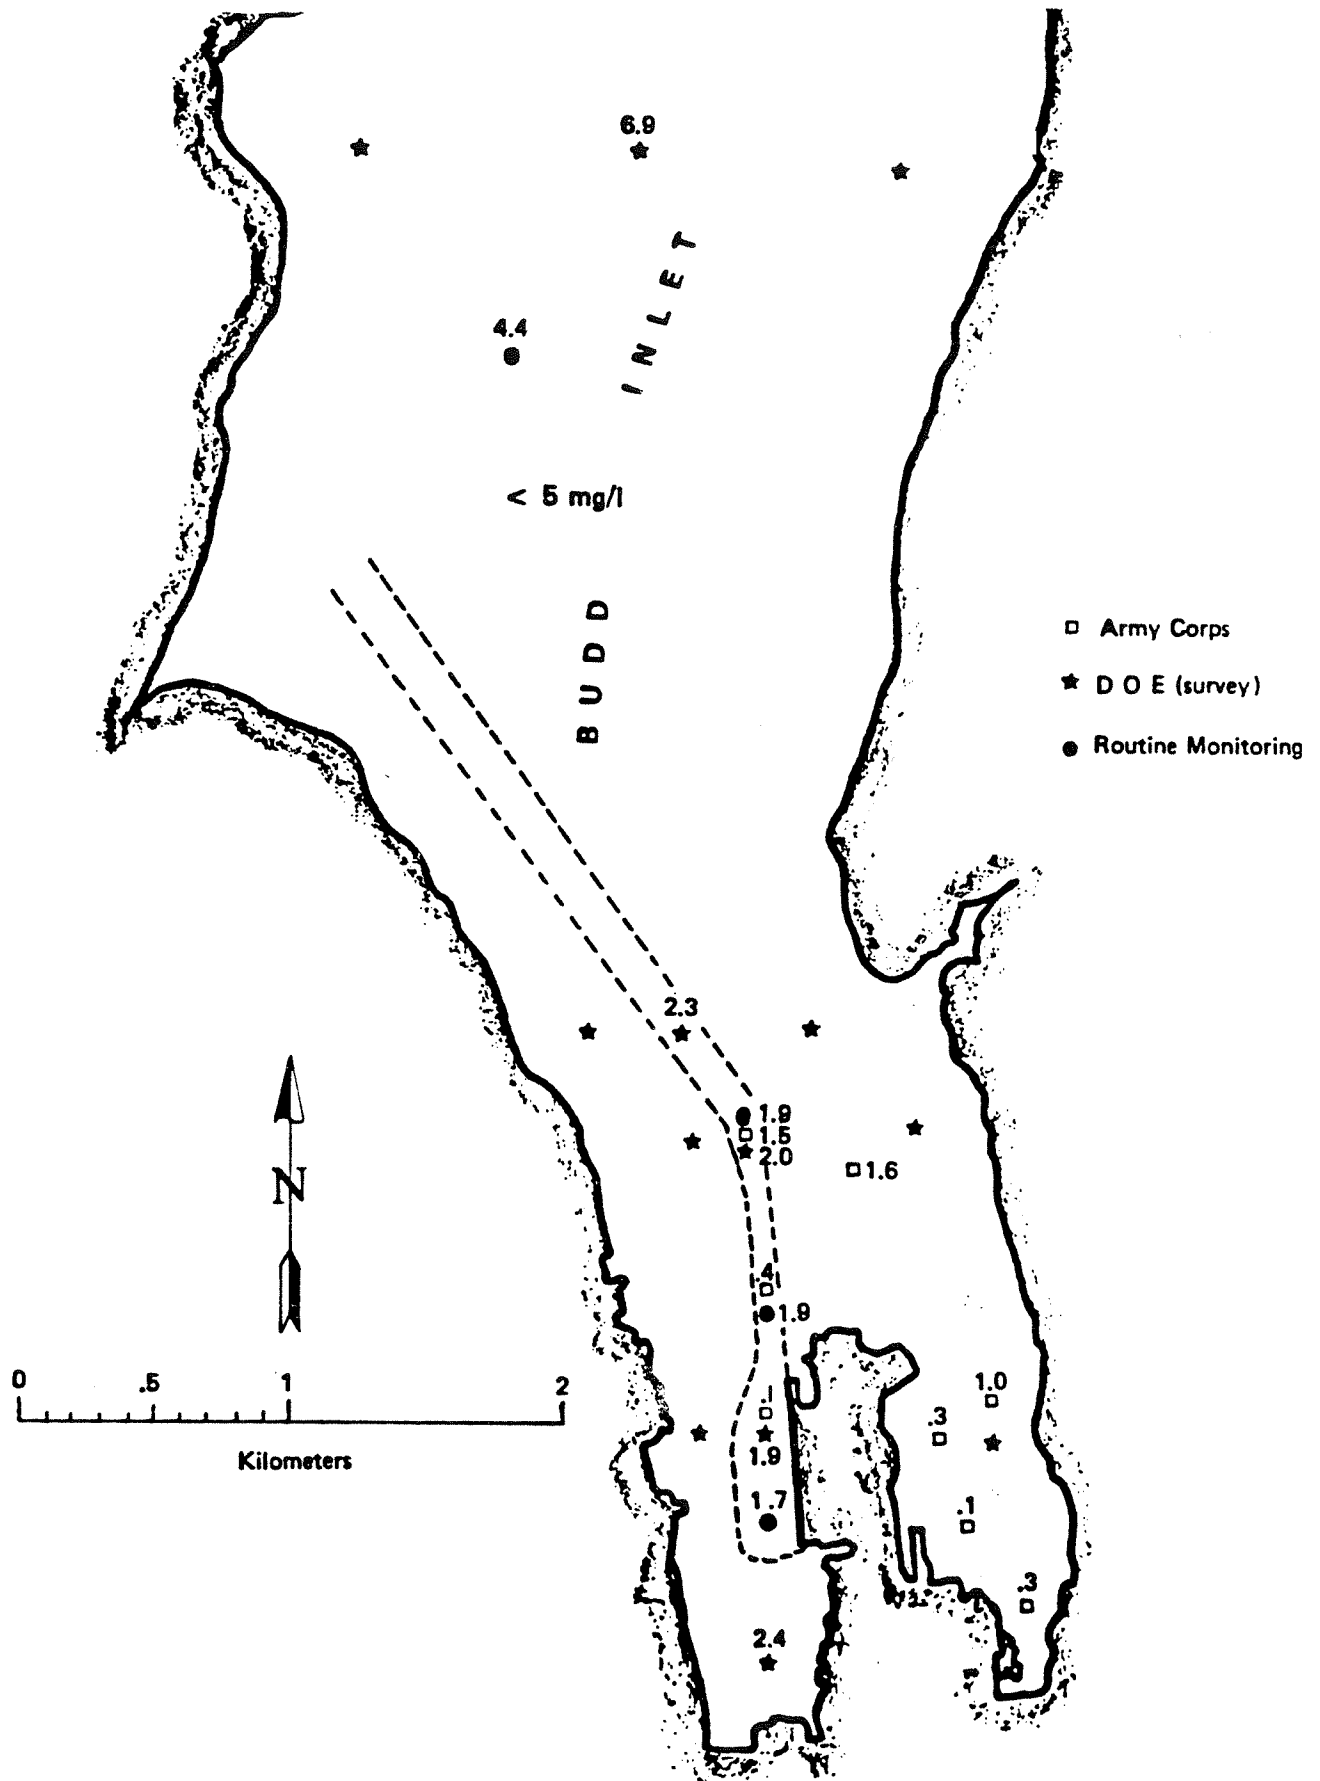 6.9
4.4
INLET
< 5 mg/l
BUDD
Army Corps
D O E (survey)
Routine Monitoring
2.3
1.9
1.5
2.0
1.6
N
.4
1.9
0 .5 1 2
Kilometers
.1
1.0
.3
1.9
1.7
.1
.3
2.4